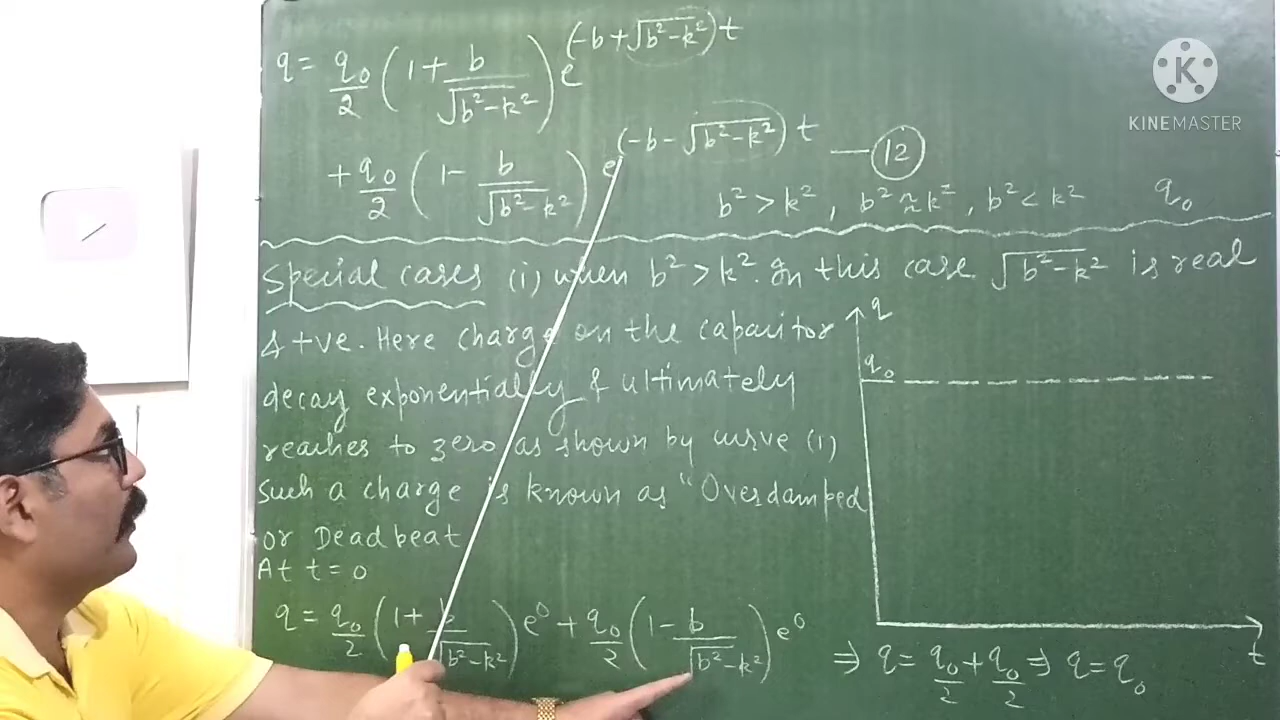 q = q₀/2 (1 + b/√b²-k²) e^(-b+√b²-k²)t
+ q₀/2 (1 - b/√b²-k²) e^(-b-√b²-k²)t — 12
b² > k², b² ≈ k², b² < k² q₀
Special cases (i) when b² > k². In this case √b²-k² is real
& +ve. Here charge on the capacitor
decay exponentially & ultimately
reaches to zero as shown by curve (1)
Such a charge is known as "Overdamped
or Deadbeat
At t = 0
q = q₀/2 (1 + b/√b²-k²) e⁰ + q₀/2 (1 - b/√b²-k²) e⁰
⇒ q = q₀/2 + q₀/2 ⇒ q = q₀
q
q₀
t
K
KINEMASTER